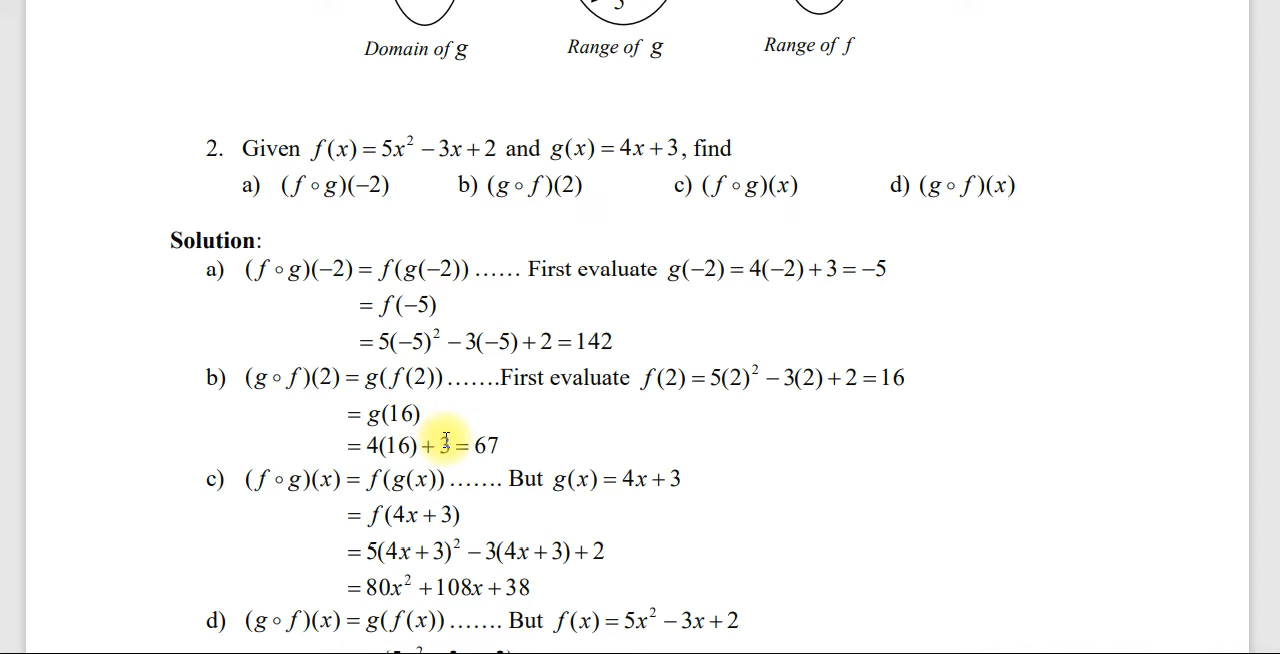 Domain of g Range of g Range of f
2. Given f(x) = 5x² − 3x + 2 and g(x) = 4x + 3, find
a) (f ∘ g)(−2) b) (g ∘ f)(2) c) (f ∘ g)(x) d) (g ∘ f)(x)
Solution:
a) (f ∘ g)(−2) = f(g(−2)) …… First evaluate g(−2) = 4(−2) + 3 = −5
= f(−5)
= 5(−5)² − 3(−5) + 2 = 142
b) (g ∘ f)(2) = g(f(2)) …….First evaluate f(2) = 5(2)² − 3(2) + 2 = 16
= g(16)
= 4(16) + 3 = 67
c) (f ∘ g)(x) = f(g(x)) ……. But g(x) = 4x + 3
= f(4x + 3)
= 5(4x + 3)² − 3(4x + 3) + 2
= 80x² + 108x + 38
d) (g ∘ f)(x) = g(f(x)) ……. But f(x) = 5x² − 3x + 2